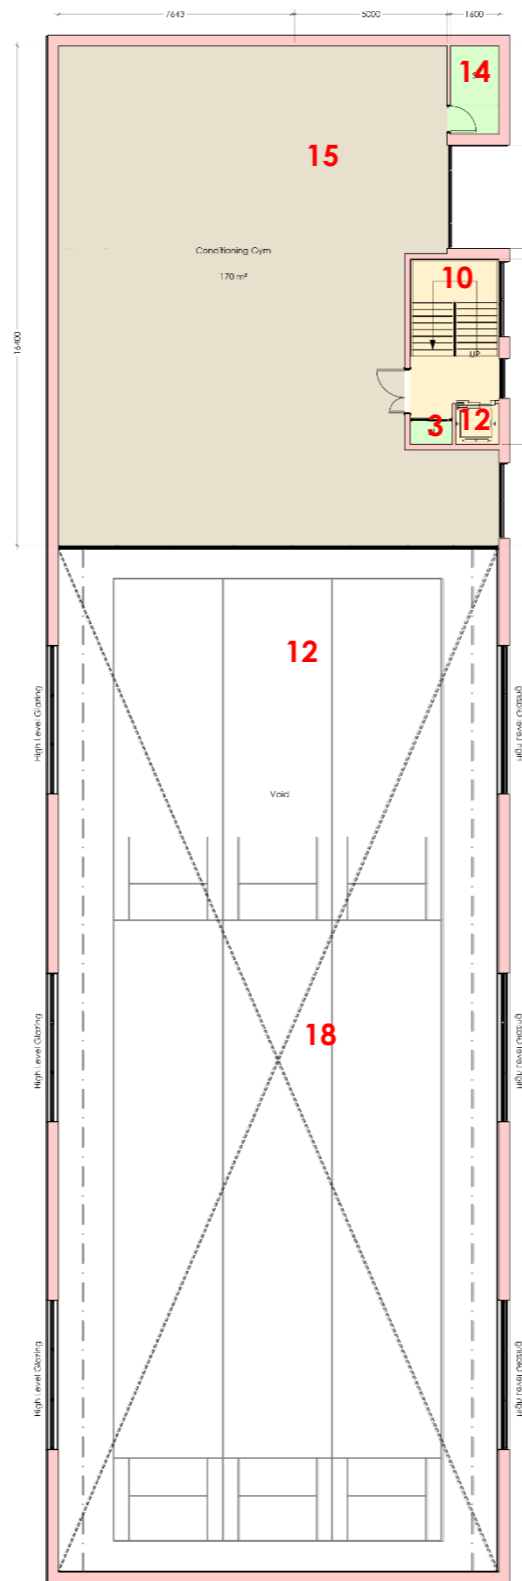 7643 5000 1600
14
15
Conditioning Gym
170 m²
10
16400
UP
3
12
12
High Level Glazing
High Level Glazing
Void
18
High Level Glazing
High Level Glazing
High Level Glazing
High Level Glazing